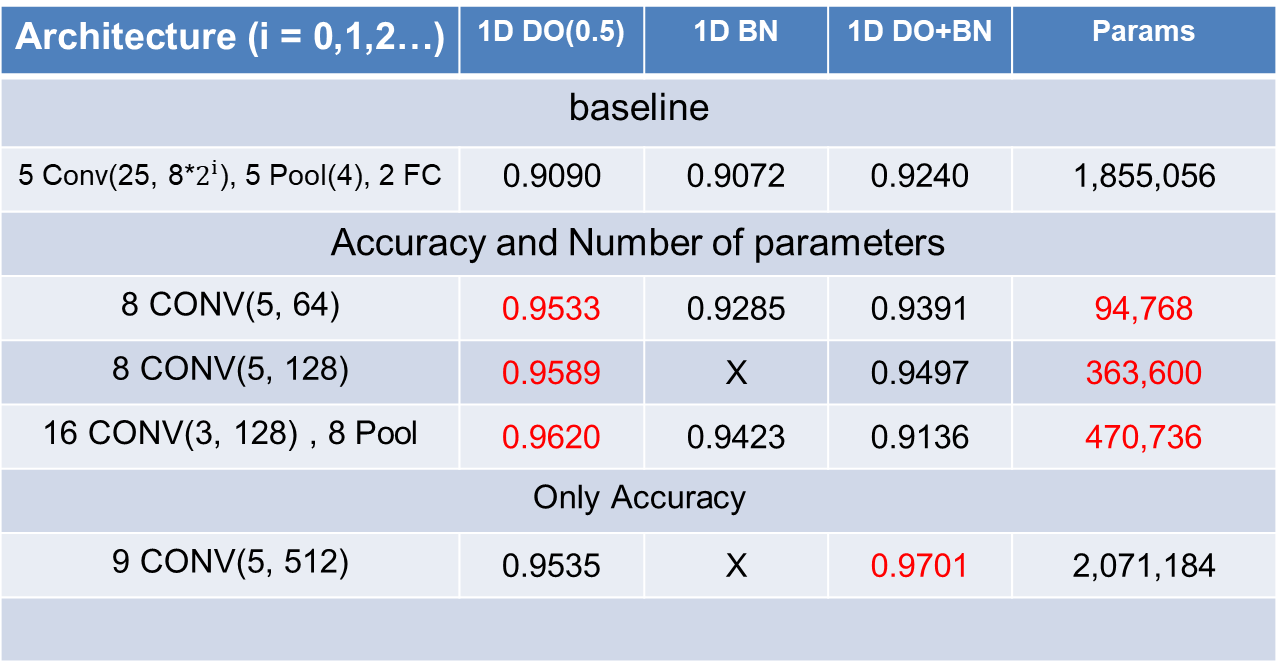 Architecture (i = 0,1,2…) 1D DO(0.5) 1D BN 1D DO+BN Params
baseline
5 Conv(25, 8*2ⁱ), 5 Pool(4), 2 FC 0.9090 0.9072 0.9240 1,855,056
Accuracy and Number of parameters
8 CONV(5, 64) 0.9533 0.9285 0.9391 94,768
8 CONV(5, 128) 0.9589 X 0.9497 363,600
16 CONV(3, 128) , 8 Pool 0.9620 0.9423 0.9136 470,736
Only Accuracy
9 CONV(5, 512) 0.9535 X 0.9701 2,071,184